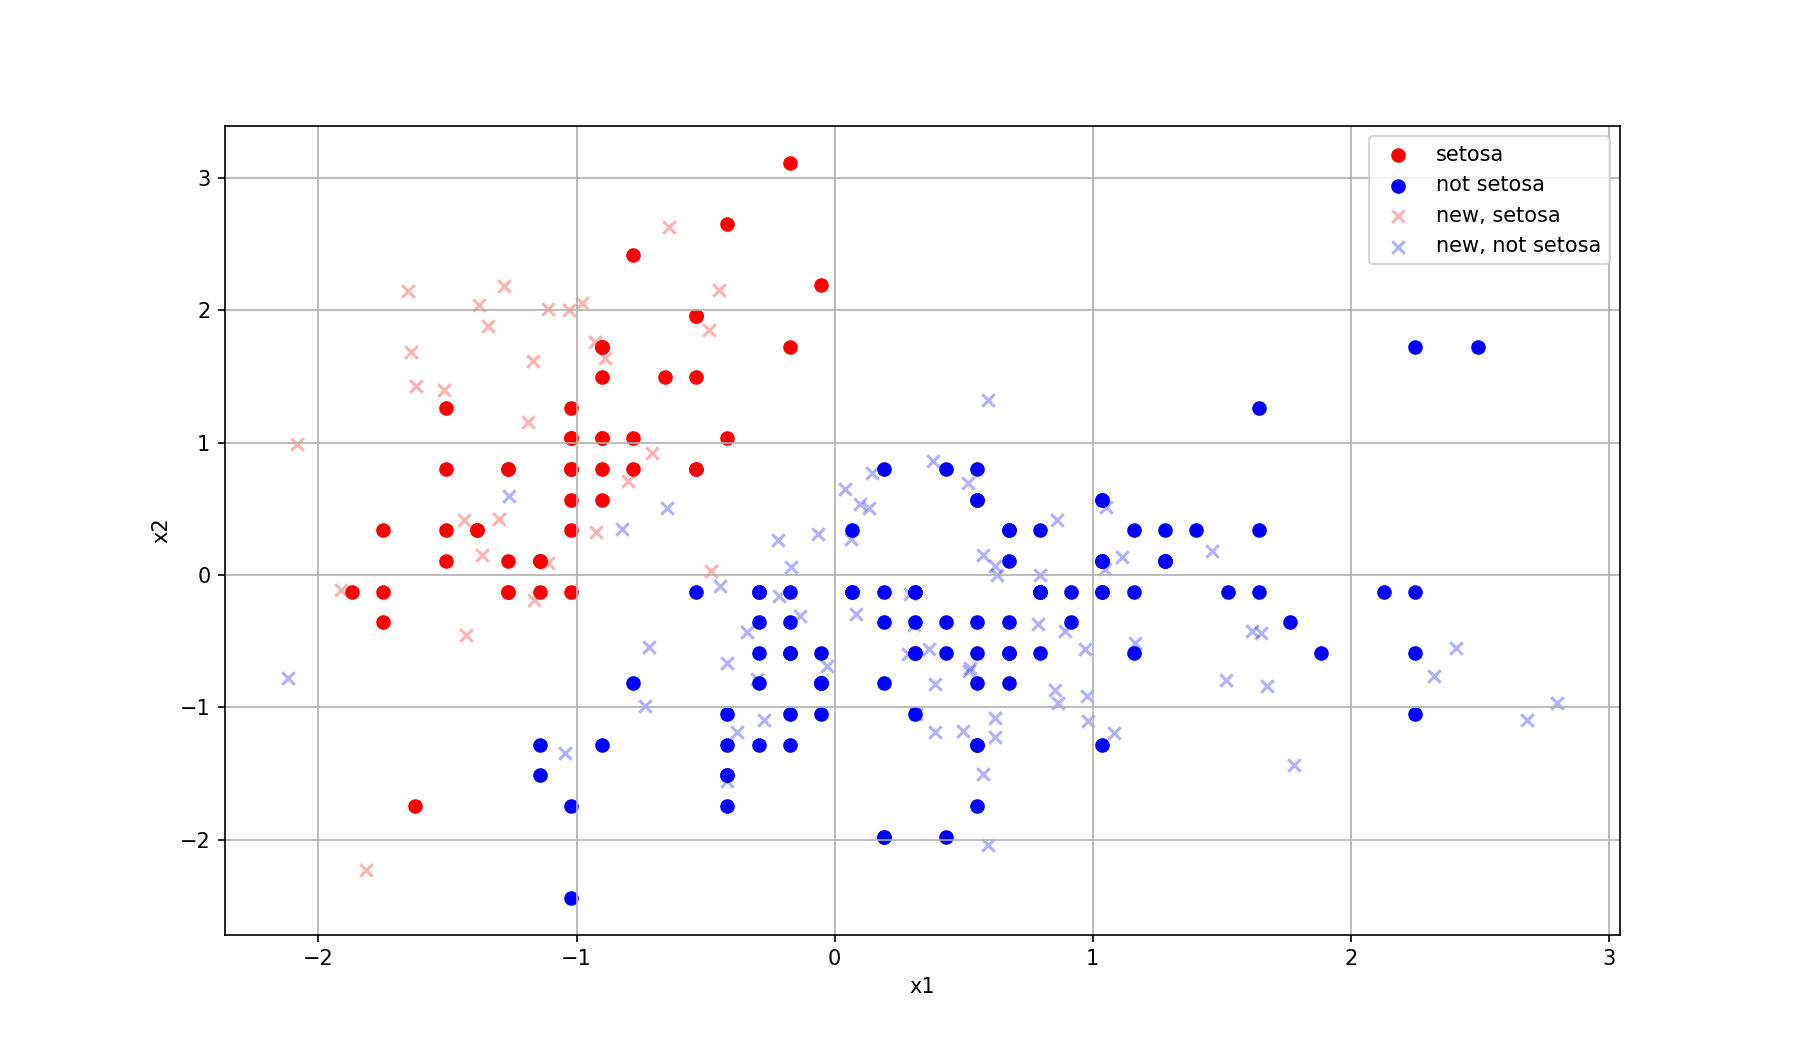 setosa
not setosa
new, setosa
new, not setosa
3
2
1
0
−1
−2
x2
−2 −1 0 1 2 3
x1